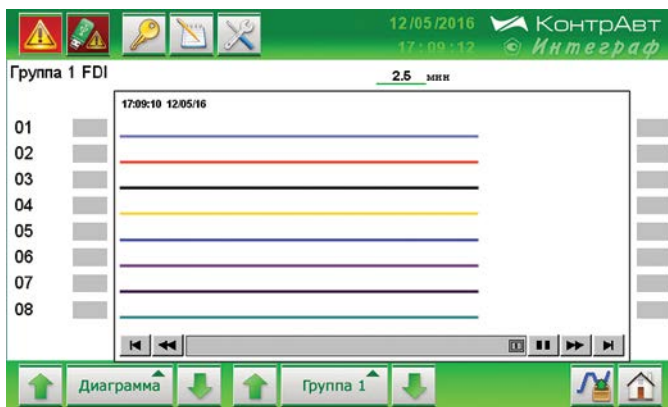 12/05/2016 КонтрАвт
17:09:12 Интеграф
Группа 1 FDI 2.5 мин
17:09:10 12/05/16
01
02
03
04
05
06
07
08
Диаграмма Группа 1